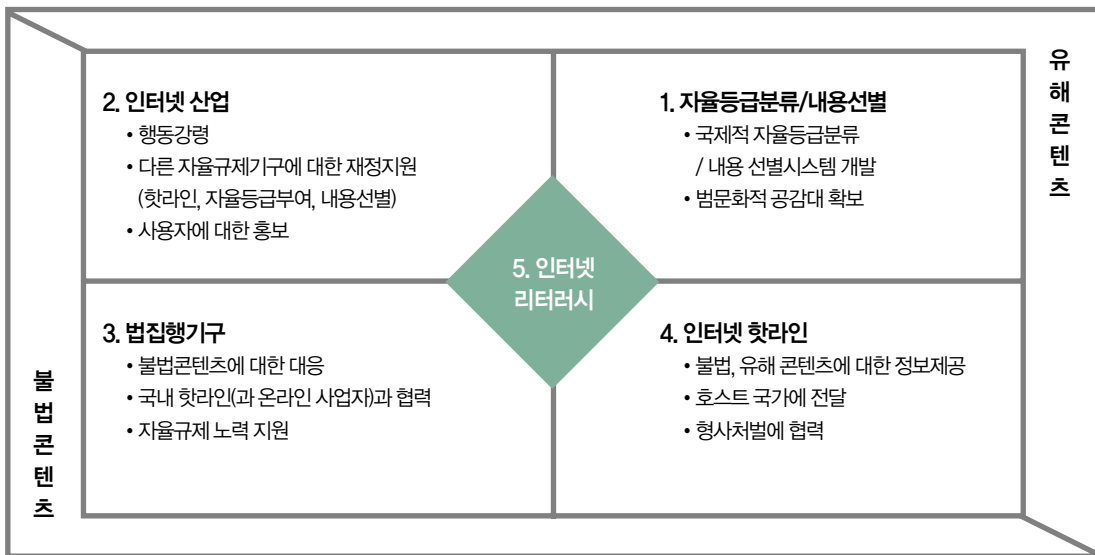 2. 인터넷 산업
• 행동강령
• 다른 자율규제기구에 대한 재정지원
(핫라인, 자율등급부여, 내용선별)
• 사용자에 대한 홍보
1. 자율등급분류/내용선별
• 국제적 자율등급분류
/ 내용 선별시스템 개발
• 범문화적 공감대 확보
유해콘텐츠
5. 인터넷
리터러시
3. 법집행기구
• 불법콘텐츠에 대한 대응
• 국내 핫라인(과 온라인 사업자)과 협력
• 자율규제 노력 지원
4. 인터넷 핫라인
• 불법, 유해 콘텐츠에 대한 정보제공
• 호스트 국가에 전달
• 형사처벌에 협력
불법콘텐츠